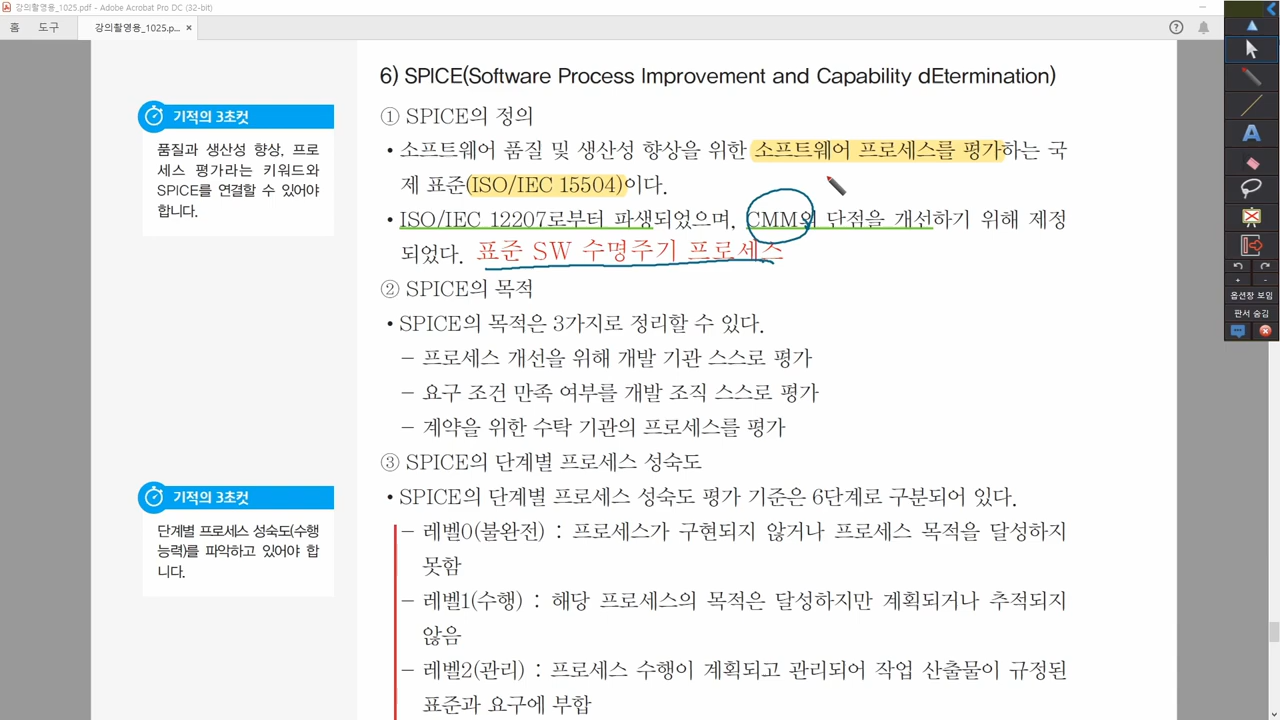 강의촬영용_1025.pdf - Adobe Acrobat Pro DC (32-bit)
홈 도구 강의촬영용_1025.p... ×
6) SPICE(Software Process Improvement and Capability dEtermination)
기적의 3초컷
품질과 생산성 향상, 프로
세스 평가라는 키워드와
SPICE를 연결할 수 있어야
합니다.
① SPICE의 정의
• 소프트웨어 품질 및 생산성 향상을 위한 소프트웨어 프로세스를 평가하는 국
제 표준(ISO/IEC 15504)이다.
• ISO/IEC 12207로부터 파생되었으며, CMM의 단점을 개선하기 위해 제정
되었다. 표준 SW 수명주기 프로세스
② SPICE의 목적
• SPICE의 목적은 3가지로 정리할 수 있다.
– 프로세스 개선을 위해 개발 기관 스스로 평가
– 요구 조건 만족 여부를 개발 조직 스스로 평가
– 계약을 위한 수탁 기관의 프로세스를 평가
③ SPICE의 단계별 프로세스 성숙도
• SPICE의 단계별 프로세스 성숙도 평가 기준은 6단계로 구분되어 있다.
기적의 3초컷
단계별 프로세스 성숙도(수행
능력)를 파악하고 있어야 합
니다.
– 레벨0(불완전) : 프로세스가 구현되지 않거나 프로세스 목적을 달성하지
못함
– 레벨1(수행) : 해당 프로세스의 목적은 달성하지만 계획되거나 추적되지
않음
– 레벨2(관리) : 프로세스 수행이 계획되고 관리되어 작업 산출물이 규정된
표준과 요구에 부합
A
옵션장 보임
판서 숨김